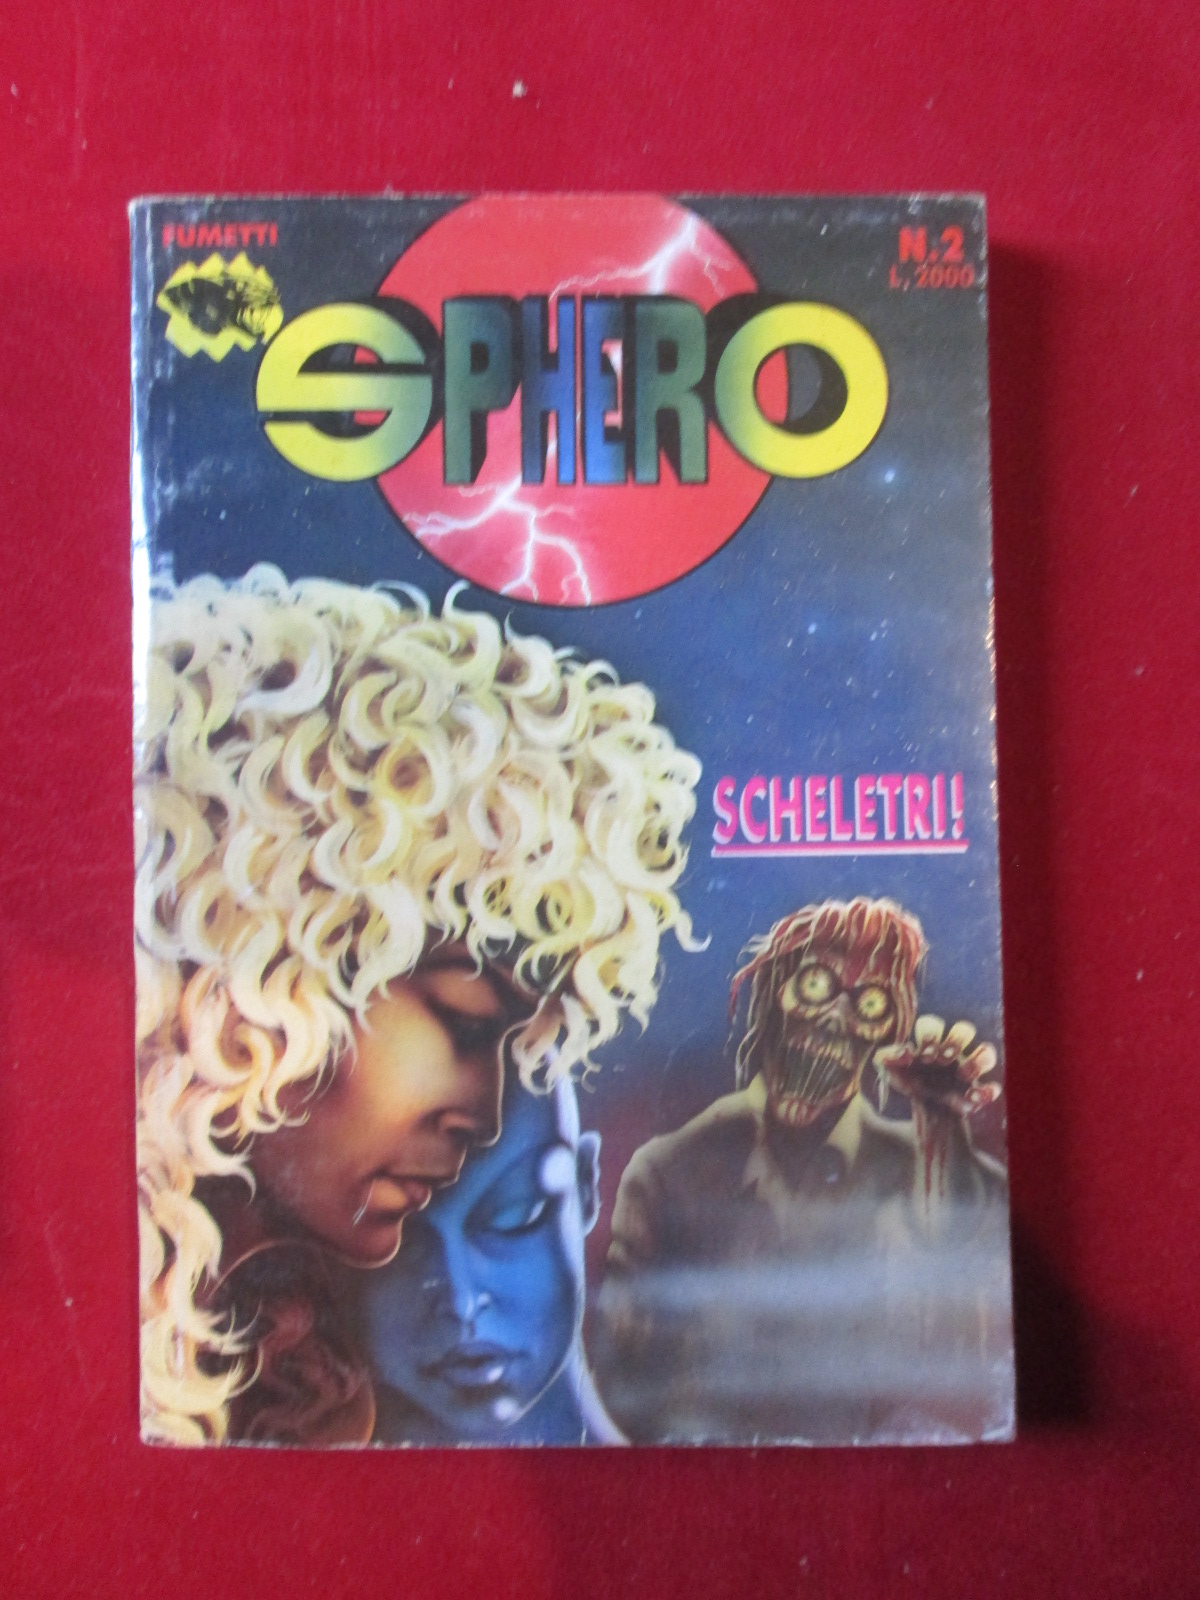 FUMETTI
N.2
L. 2000
SPHERO
SCHELETRI!